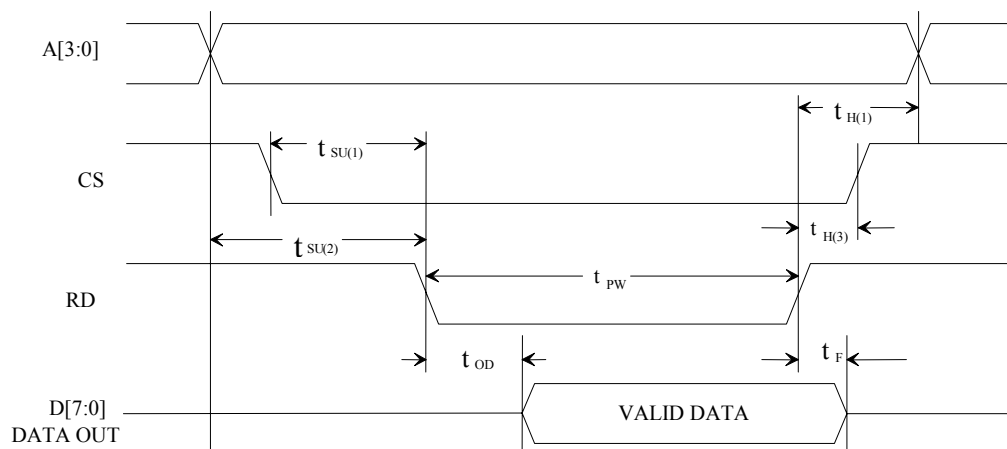 A[3:0]
t H(1)
t SU(1)
CS
t H(3)
t SU(2)
t PW
RD
t OD
t F
D[7:0]
VALID DATA
DATA OUT